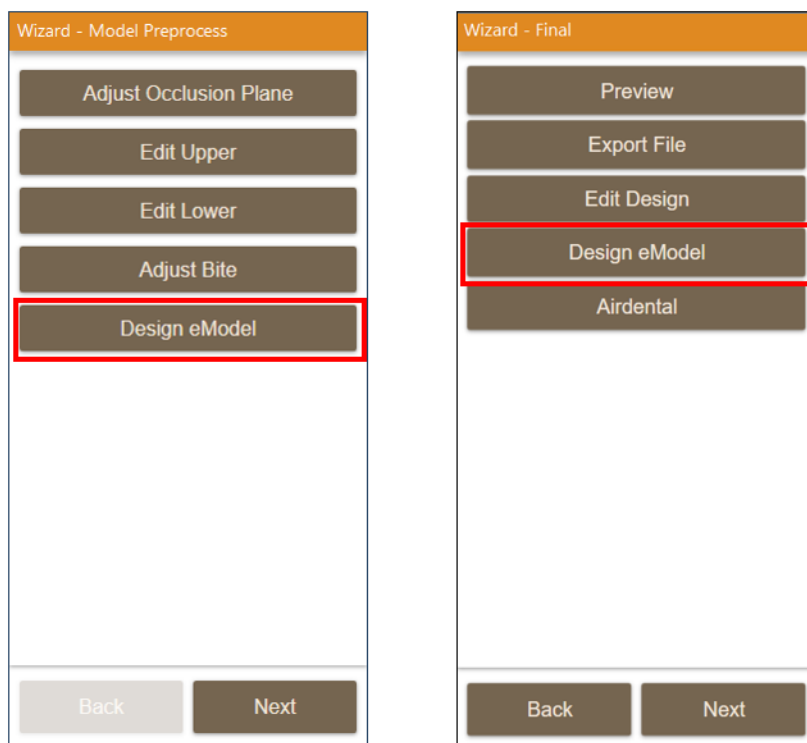 Wizard - Model Preprocess
Adjust Occlusion Plane
Edit Upper
Edit Lower
Adjust Bite
Design eModel
Back
Next
Wizard - Final
Preview
Export File
Edit Design
Design eModel
Airdental
Back
Next